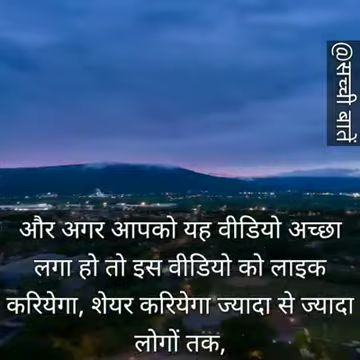 @सच्ची बातें
और अगर आपको यह वीडियो अच्छा
लगा हो तो इस वीडियो को लाइक
करियेगा, शेयर करियेगा ज्यादा से ज्यादा
लोगों तक,